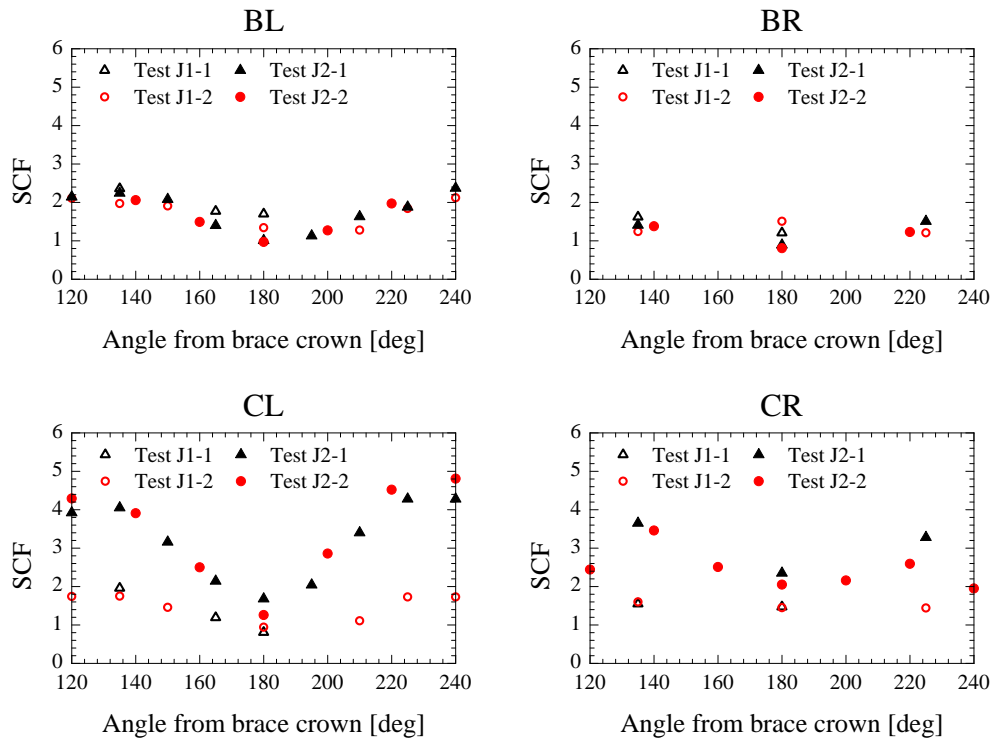 BL
6
5
4
3
2
1
0
SCF
Test J1-1 Test J2-1
Test J1-2 Test J2-2
120 140 160 180 200 220 240
Angle from brace crown [deg]
BR
6
5
4
3
2
1
0
SCF
Test J1-1 Test J2-1
Test J1-2 Test J2-2
120 140 160 180 200 220 240
Angle from brace crown [deg]
CL
6
5
4
3
2
1
0
SCF
Test J1-1 Test J2-1
Test J1-2 Test J2-2
120 140 160 180 200 220 240
Angle from brace crown [deg]
CR
6
5
4
3
2
1
0
SCF
Test J1-1 Test J2-1
Test J1-2 Test J2-2
120 140 160 180 200 220 240
Angle from brace crown [deg]